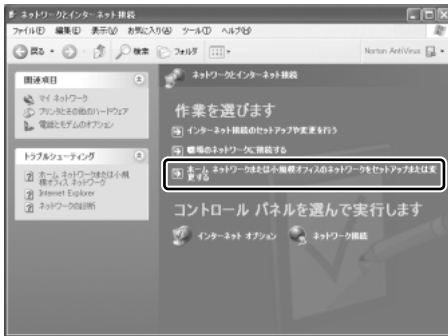 ネットワークとインターネット接続
ファイル(F) 編集(E) 表示(V) お気に入り(A) ツール(T) ヘルプ(H)
戻る 検索 フォルダ Norton AntiVirus
関連項目
マイ ネットワーク
プリンタとその他のハードウェア
電話とモデムのオプション
トラブルシューティング
ホーム ネットワークまたは小規模オフィス ネットワーク
Internet Explorer
ネットワークの診断
ネットワークとインターネット接続
作業を選びます
インターネット接続のセットアップや変更を行う
職場のネットワークに接続する
ホーム ネットワークまたは小規模オフィスのネットワークをセットアップまたは変更する
コントロール パネルを選んで実行します
インターネット オプション ネットワーク接続